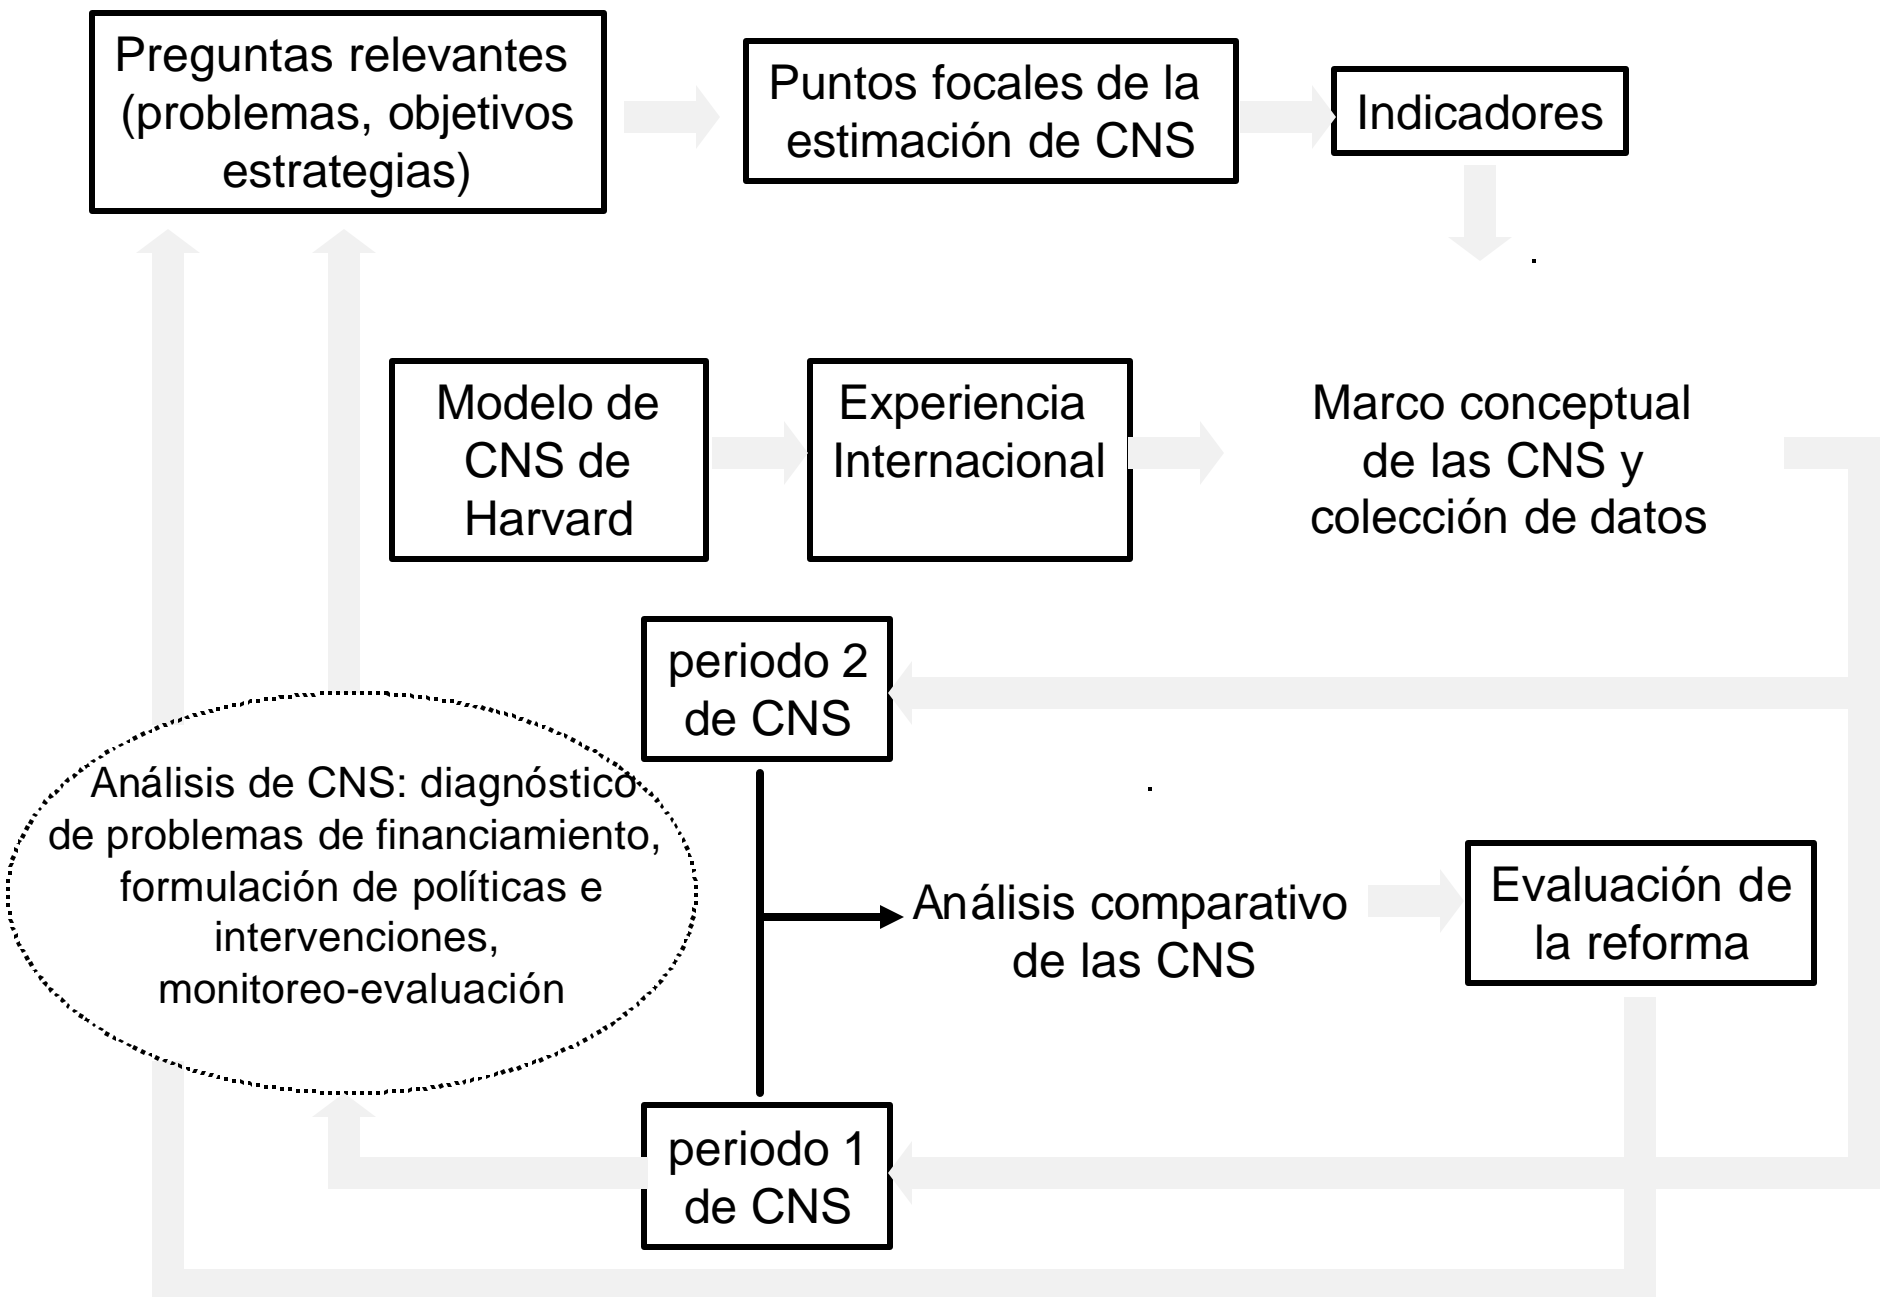 Preguntas relevantes
(problemas, objetivos
estrategias)
Puntos focales de la
estimación de CNS
Indicadores
Modelo de
CNS de
Harvard
Experiencia
Internacional
Marco conceptual
de las CNS y
colección de datos
periodo 2
de CNS
Análisis de CNS: diagnóstico
de problemas de financiamiento,
formulación de políticas e
intervenciones,
monitoreo-evaluación
Análisis comparativo
de las CNS
Evaluación de
la reforma
periodo 1
de CNS